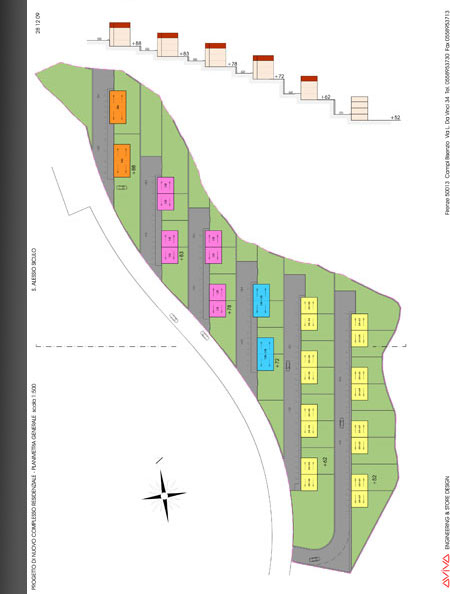 28 12 09
S. ALESSIO SICULO
PROGETTO DI NUOVO COMPLESSO RESIDENZIALE - PLANIMETRIA GENERALE scala 1:500
+88
+83
+78
+72
+62
+52
+88
+83
+78
+72
+62
+52
Firenze 50013 Campi Bisenzio Via L. Da Vinci 34 Tel. 0558953730 Fax 0558953713
AVIVA ENGINEERING & STORE DESIGN